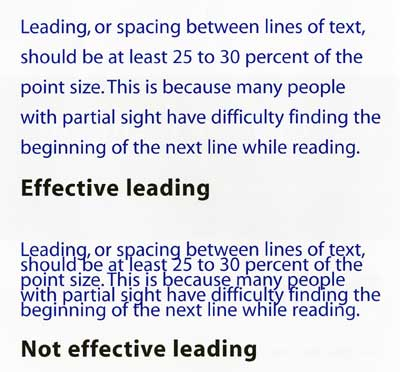 Leading, or spacing between lines of text,
should be at least 25 to 30 percent of the
point size. This is because many people
with partial sight have difficulty finding the
beginning of the next line while reading.
Effective leading
Leading, or spacing between lines of text,
should be at least 25 to 30 percent of the
point size. This is because many people
with partial sight have difficulty finding the
beginning of the next line while reading.
Not effective leading